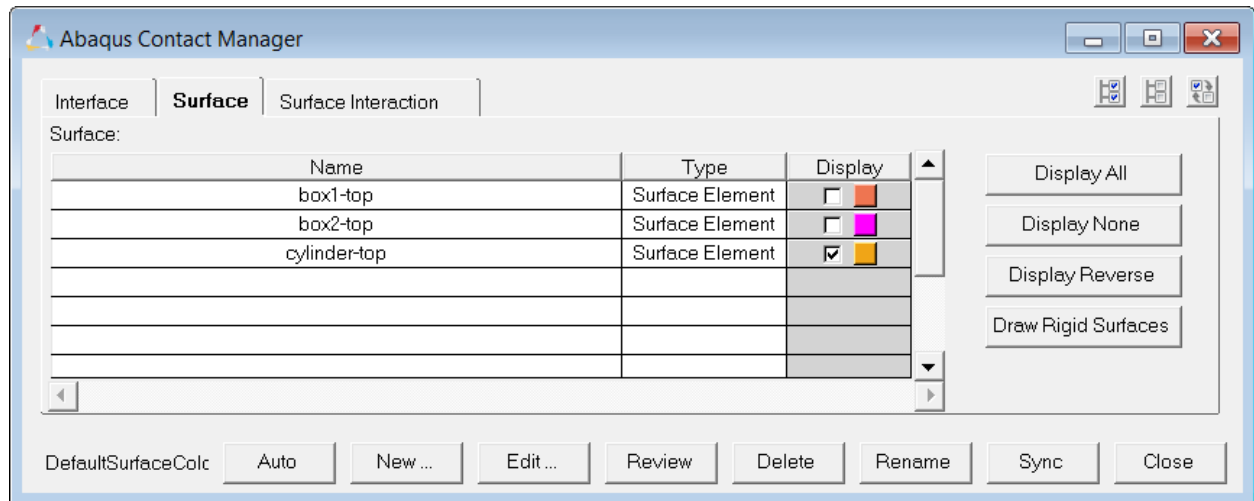 Abaqus Contact Manager
Interface Surface Surface Interaction
Surface:
Name Type Display
box1-top Surface Element
box2-top Surface Element
cylinder-top Surface Element
Display All
Display None
Display Reverse
Draw Rigid Surfaces
DefaultSurfaceColc Auto New ... Edit ... Review Delete Rename Sync Close